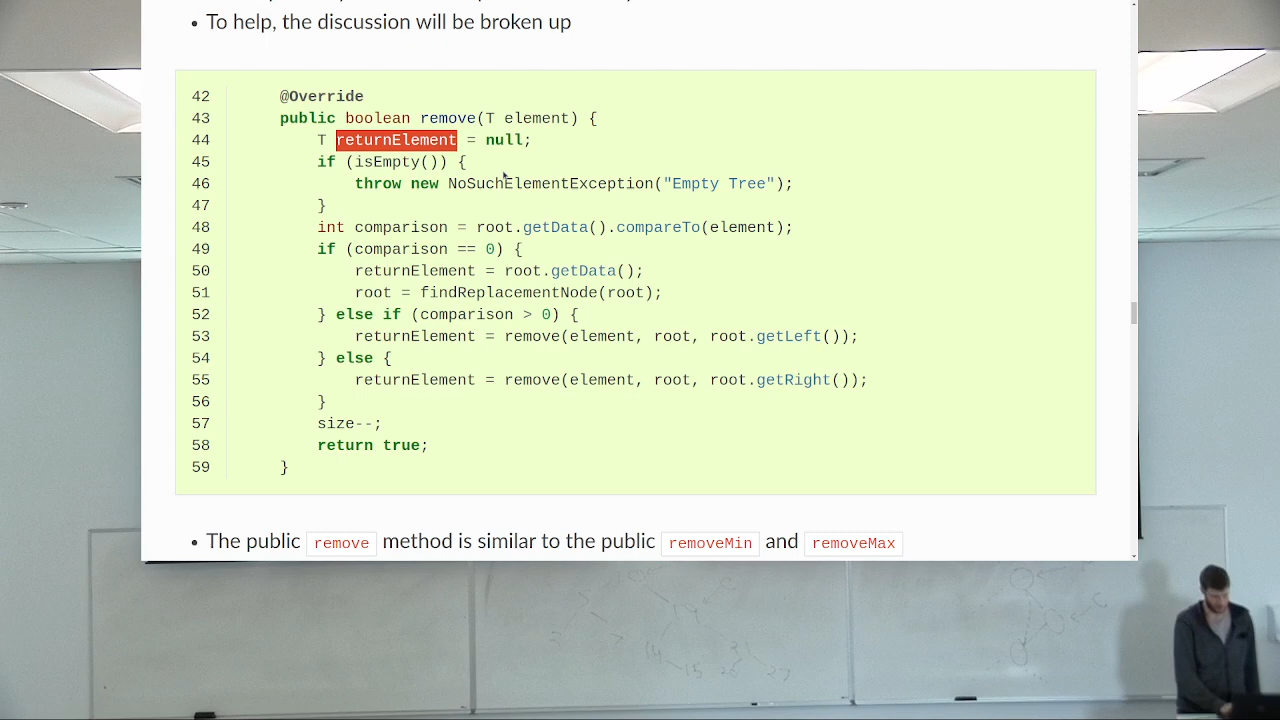 • To help, the discussion will be broken up
42 @Override
43 public boolean remove(T element) {
44 T returnElement = null;
45 if (isEmpty()) {
46 throw new NoSuchElementException("Empty Tree");
47 }
48 int comparison = root.getData().compareTo(element);
49 if (comparison == 0) {
50 returnElement = root.getData();
51 root = findReplacementNode(root);
52 } else if (comparison > 0) {
53 returnElement = remove(element, root, root.getLeft());
54 } else {
55 returnElement = remove(element, root, root.getRight());
56 }
57 size--;
58 return true;
59 }
• The public remove method is similar to the public removeMin and removeMax